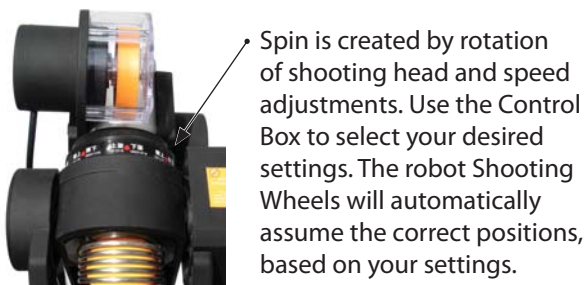 • Spin is created by rotation
of shooting head and speed
adjustments. Use the Control
Box to select your desired
settings. The robot Shooting
Wheels will automatically
assume the correct positions,
based on your settings.